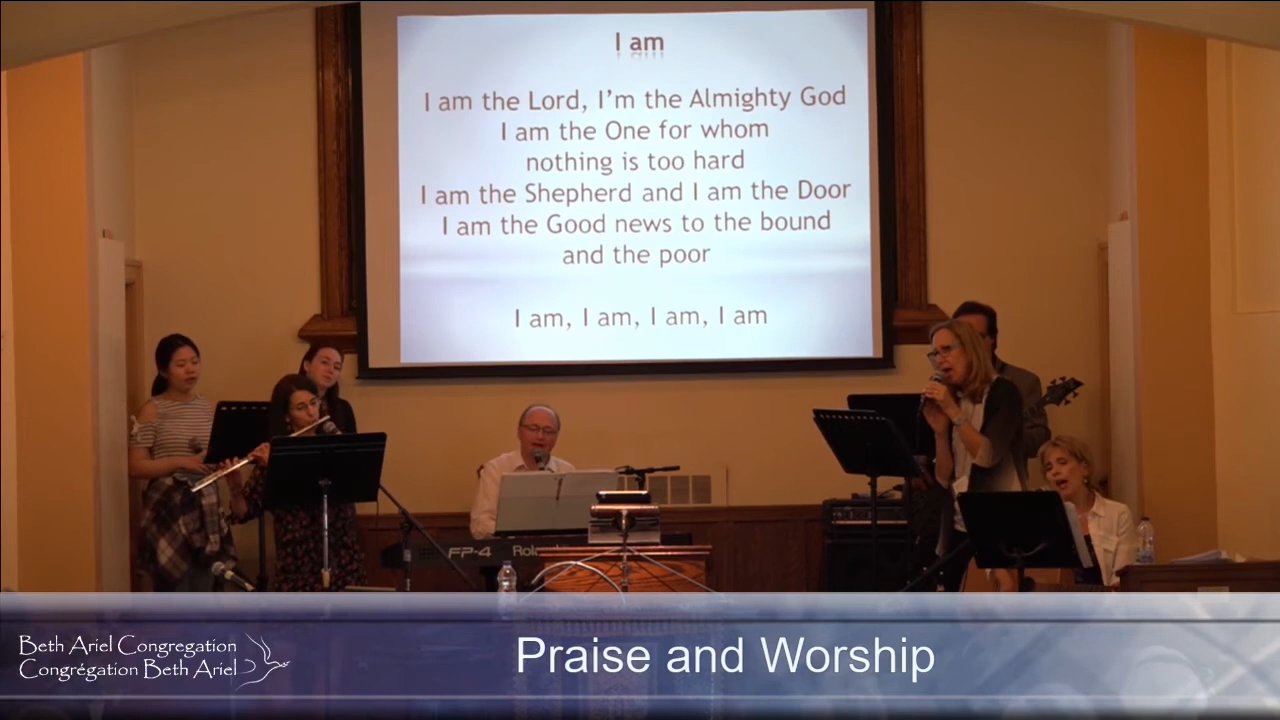 I am
I am the Lord, I'm the Almighty God
I am the One for whom
nothing is too hard
I am the Shepherd and I am the Door
I am the Good news to the bound
and the poor
I am, I am, I am, I am
FP-4 Roland
Beth Ariel Congregation
Congrégation Beth Ariel
Praise and Worship